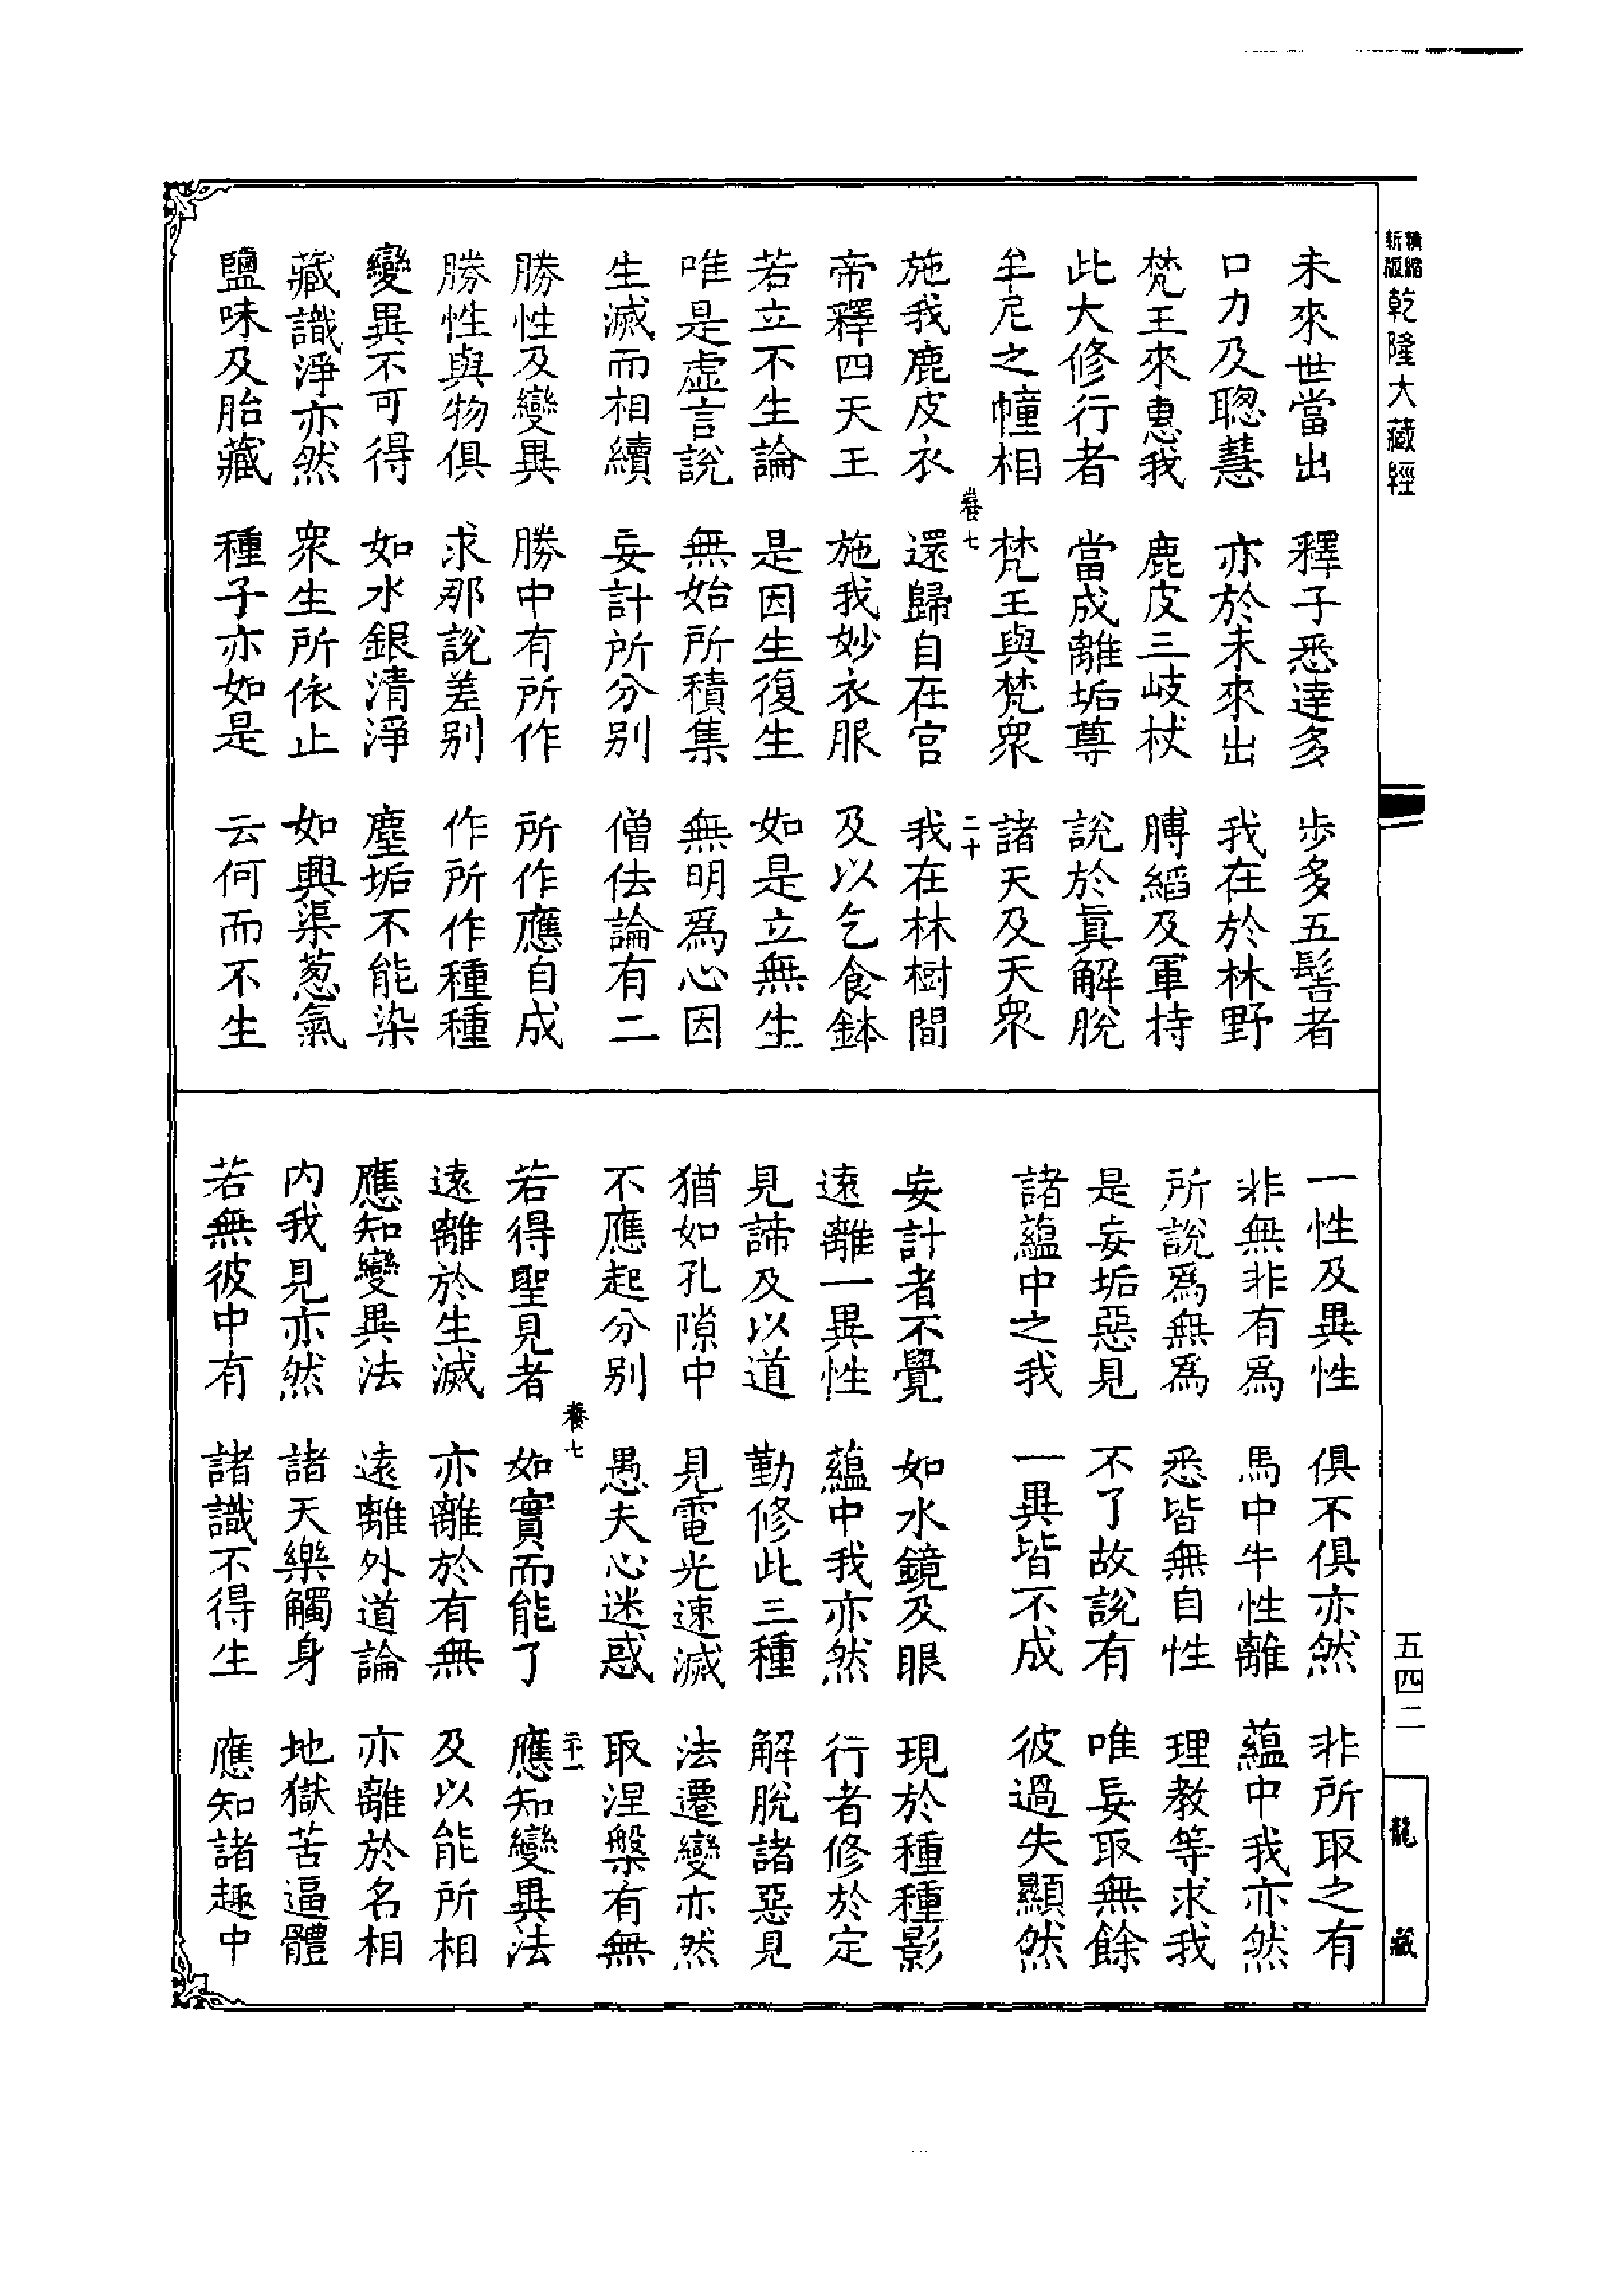 精縮新版乾隆大藏經
未來世當出　釋子悉達多　步多五髻者
口力及聰慧　亦於未來出　我在於林野
梵王來惠我　鹿皮三岐杖　膊縚及軍持
此大修行者　當成離垢尊　說於真解脫
牟尼之幢相　梵王與梵眾　諸天及天眾
卷七　二十
施我鹿皮衣　還歸自在宮　我在林樹間
帝釋四天王　施我妙衣服　及以乞食鉢
若立不生論　是因生復生　如是立無生
唯是虛言說　無始所積集　無明爲心因
生滅而相續　妄計所分別　僧佉論有二
勝性及變異　勝中有所作　所作應自成
勝性與物俱　求那說差別　作所作種種
變異不可得　如水銀清淨　塵垢不能染
藏識淨亦然　眾生所依止　如興渠蔥氣
鹽味及胎藏　種子亦如是　云何而不生
一性及異性　俱不俱亦然　非所取之有
非無非有爲　馬中牛性離　蘊中我亦然
所說爲無爲　悉皆無自性　理教等求我
是妄垢惡見　不了故說有　唯妄取無餘
諸蘊中之我　一異皆不成　彼過失顯然
妄計者不覺　如水鏡及眼　現於種種影
遠離一異性　蘊中我亦然　行者修於定
見諦及以道　勤修此三種　解脫諸惡見
猶如孔隙中　見電光速滅　法遷變亦然
不應起分別　愚夫心迷惑　取涅槃有無
卷七　二十一
若得聖見者　如實而能了　應知變異法
遠離於生滅　亦離於有無　及以能所相
應知變異法　遠離外道論　亦離於名相
內我見亦然　諸天樂觸身　地獄苦逼體
若無彼中有　諸識不得生　應知諸趣中
五四二
龍藏